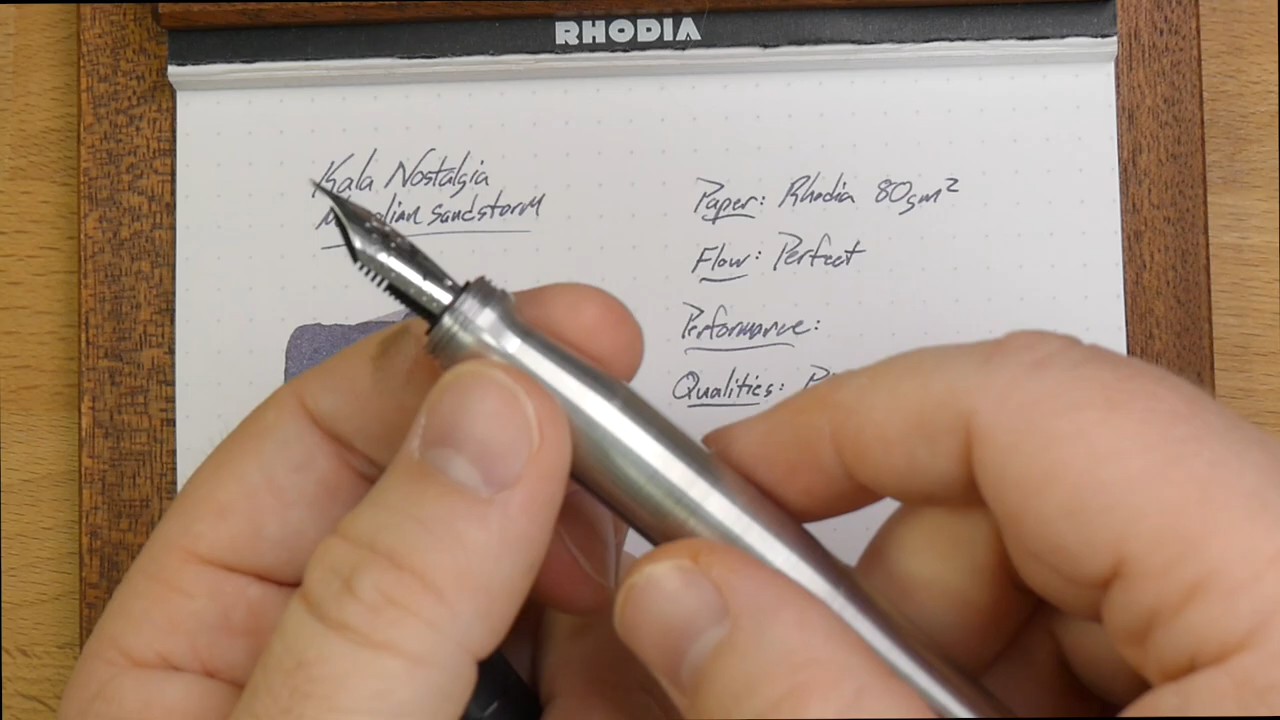 RHODIA
Kala Nostalgia
sandstorm
Paper: Rhodia 80gm²
Flow: Perfect
Performance:
Qualities: